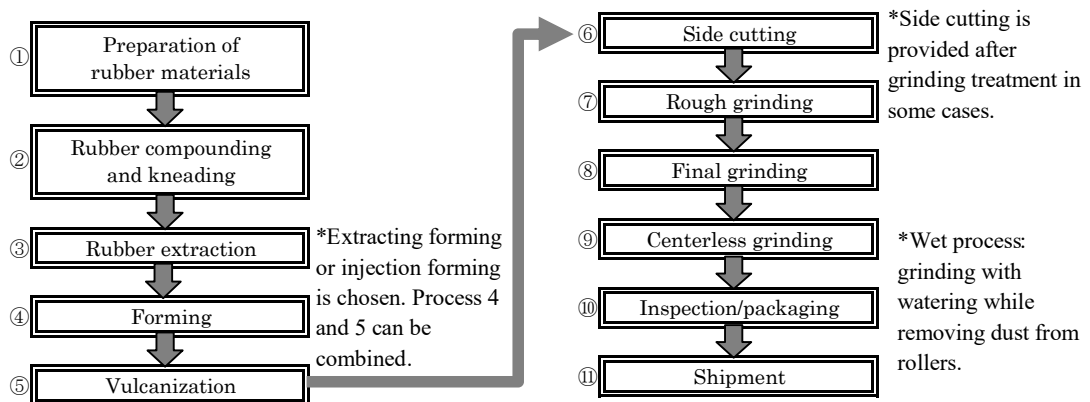 ① Preparation of
rubber materials
② Rubber compounding
and kneading
③ Rubber extraction
*Extracting forming
or injection forming
is chosen. Process 4
and 5 can be
combined.
④ Forming
⑤ Vulcanization
⑥ Side cutting
*Side cutting is
provided after
grinding treatment in
some cases.
⑦ Rough grinding
⑧ Final grinding
⑨ Centerless grinding
*Wet process:
grinding with
watering while
removing dust from
rollers.
⑩ Inspection/packaging
⑪ Shipment